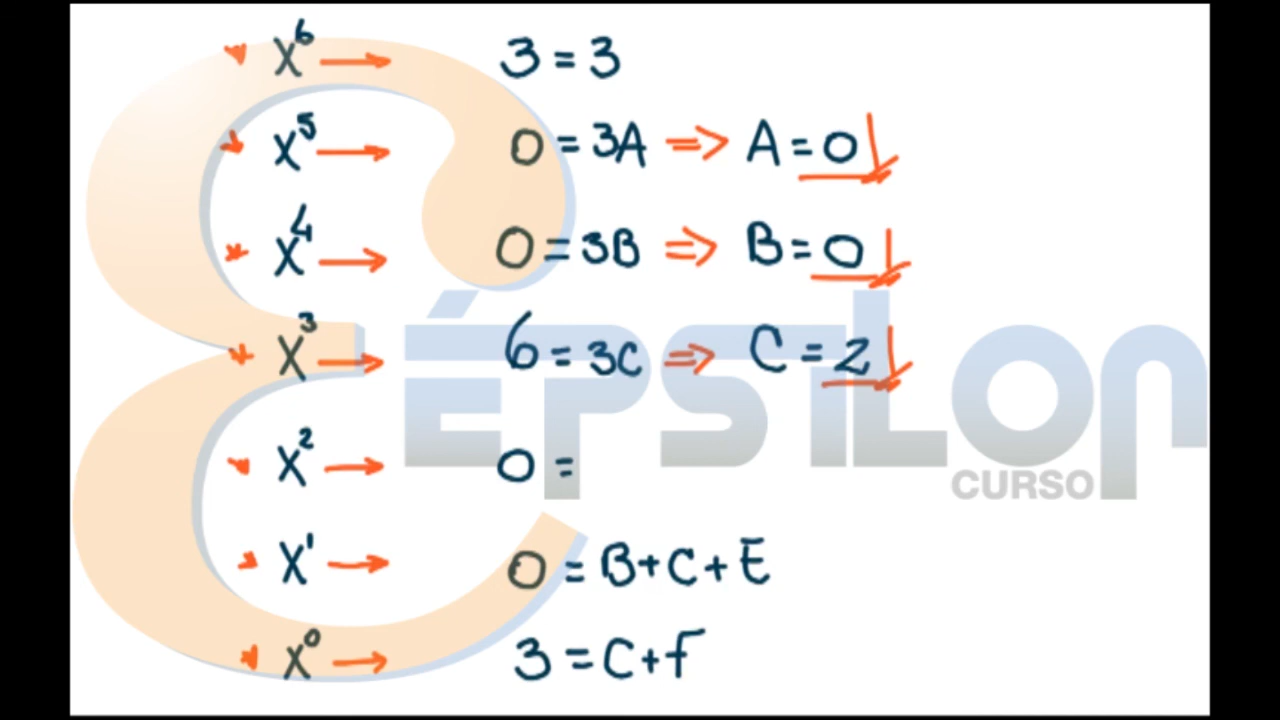 X⁶ → 3 = 3
X⁵ → 0 = 3A ⇒ A = 0
X⁴ → 0 = 3B ⇒ B = 0
X³ → 6 = 3C ⇒ C = 2
ÉPSILON
X² → 0 =
CURSO
X¹ → 0 = B+C+E
X⁰ → 3 = C+F